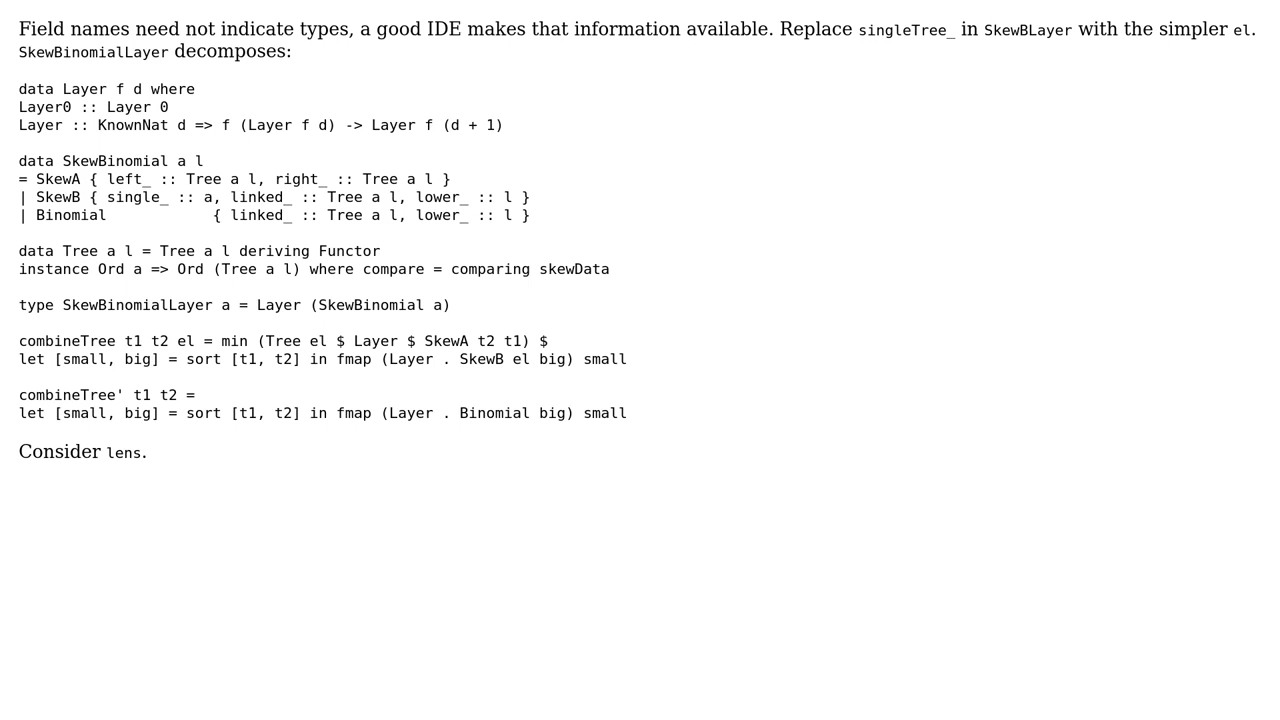 Field names need not indicate types, a good IDE makes that information available. Replace singleTree_ in SkewBLayer with the simpler el.
SkewBinomialLayer decomposes:
data Layer f d where
Layer0 :: Layer 0
Layer :: KnownNat d => f (Layer f d) -> Layer f (d + 1)
data SkewBinomial a l
= SkewA { left_ :: Tree a l, right_ :: Tree a l }
| SkewB { single_ :: a, linked_ :: Tree a l, lower_ :: l }
| Binomial            { linked_ :: Tree a l, lower_ :: l }
data Tree a l = Tree a l deriving Functor
instance Ord a => Ord (Tree a l) where compare = comparing skewData
type SkewBinomialLayer a = Layer (SkewBinomial a)
combineTree t1 t2 el = min (Tree el $ Layer $ SkewA t2 t1) $
let [small, big] = sort [t1, t2] in fmap (Layer . SkewB el big) small
combineTree' t1 t2 =
let [small, big] = sort [t1, t2] in fmap (Layer . Binomial big) small
Consider lens.